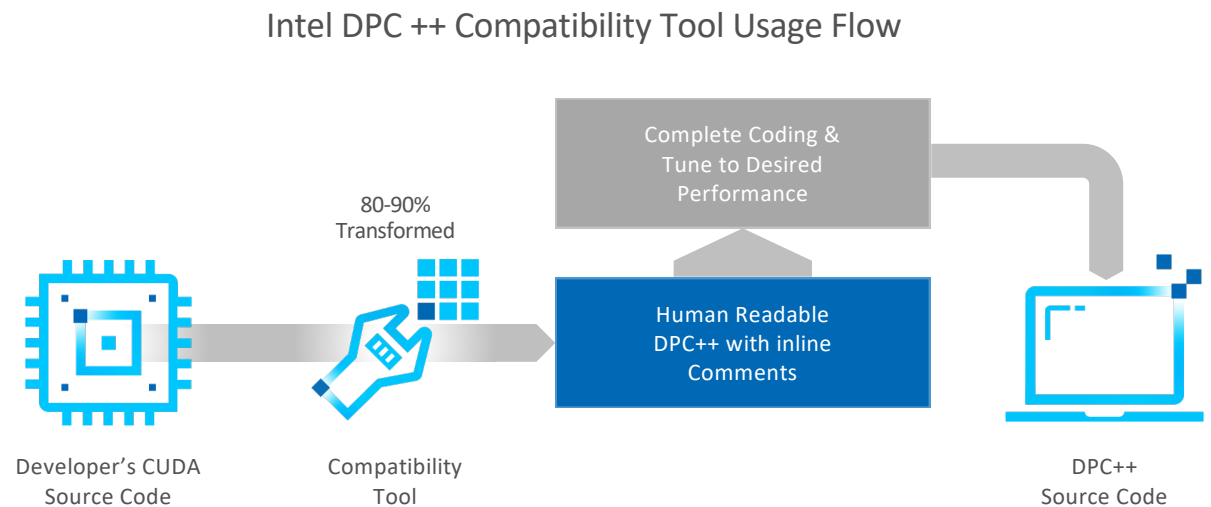 Intel DPC ++ Compatibility Tool Usage Flow
Complete Coding &
Tune to Desired
Performance
80-90%
Transformed
Human Readable
DPC++ with inline
Comments
Developer’s CUDA
Source Code
Compatibility
Tool
DPC++
Source Code